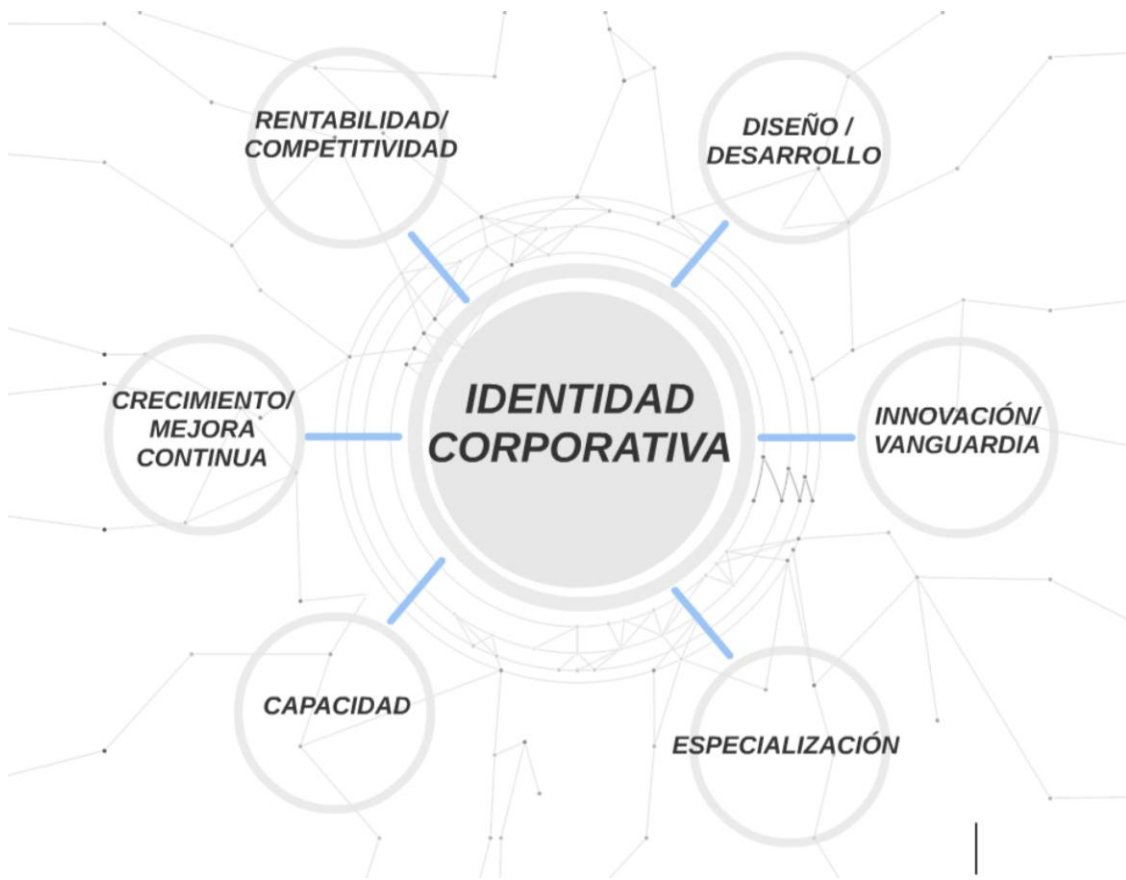 RENTABILIDAD/
COMPETITIVIDAD
DISEÑO /
DESARROLLO
CRECIMIENTO/
MEJORA
CONTINUA
IDENTIDAD
CORPORATIVA
INNOVACIÓN/
VANGUARDIA
CAPACIDAD
ESPECIALIZACIÓN